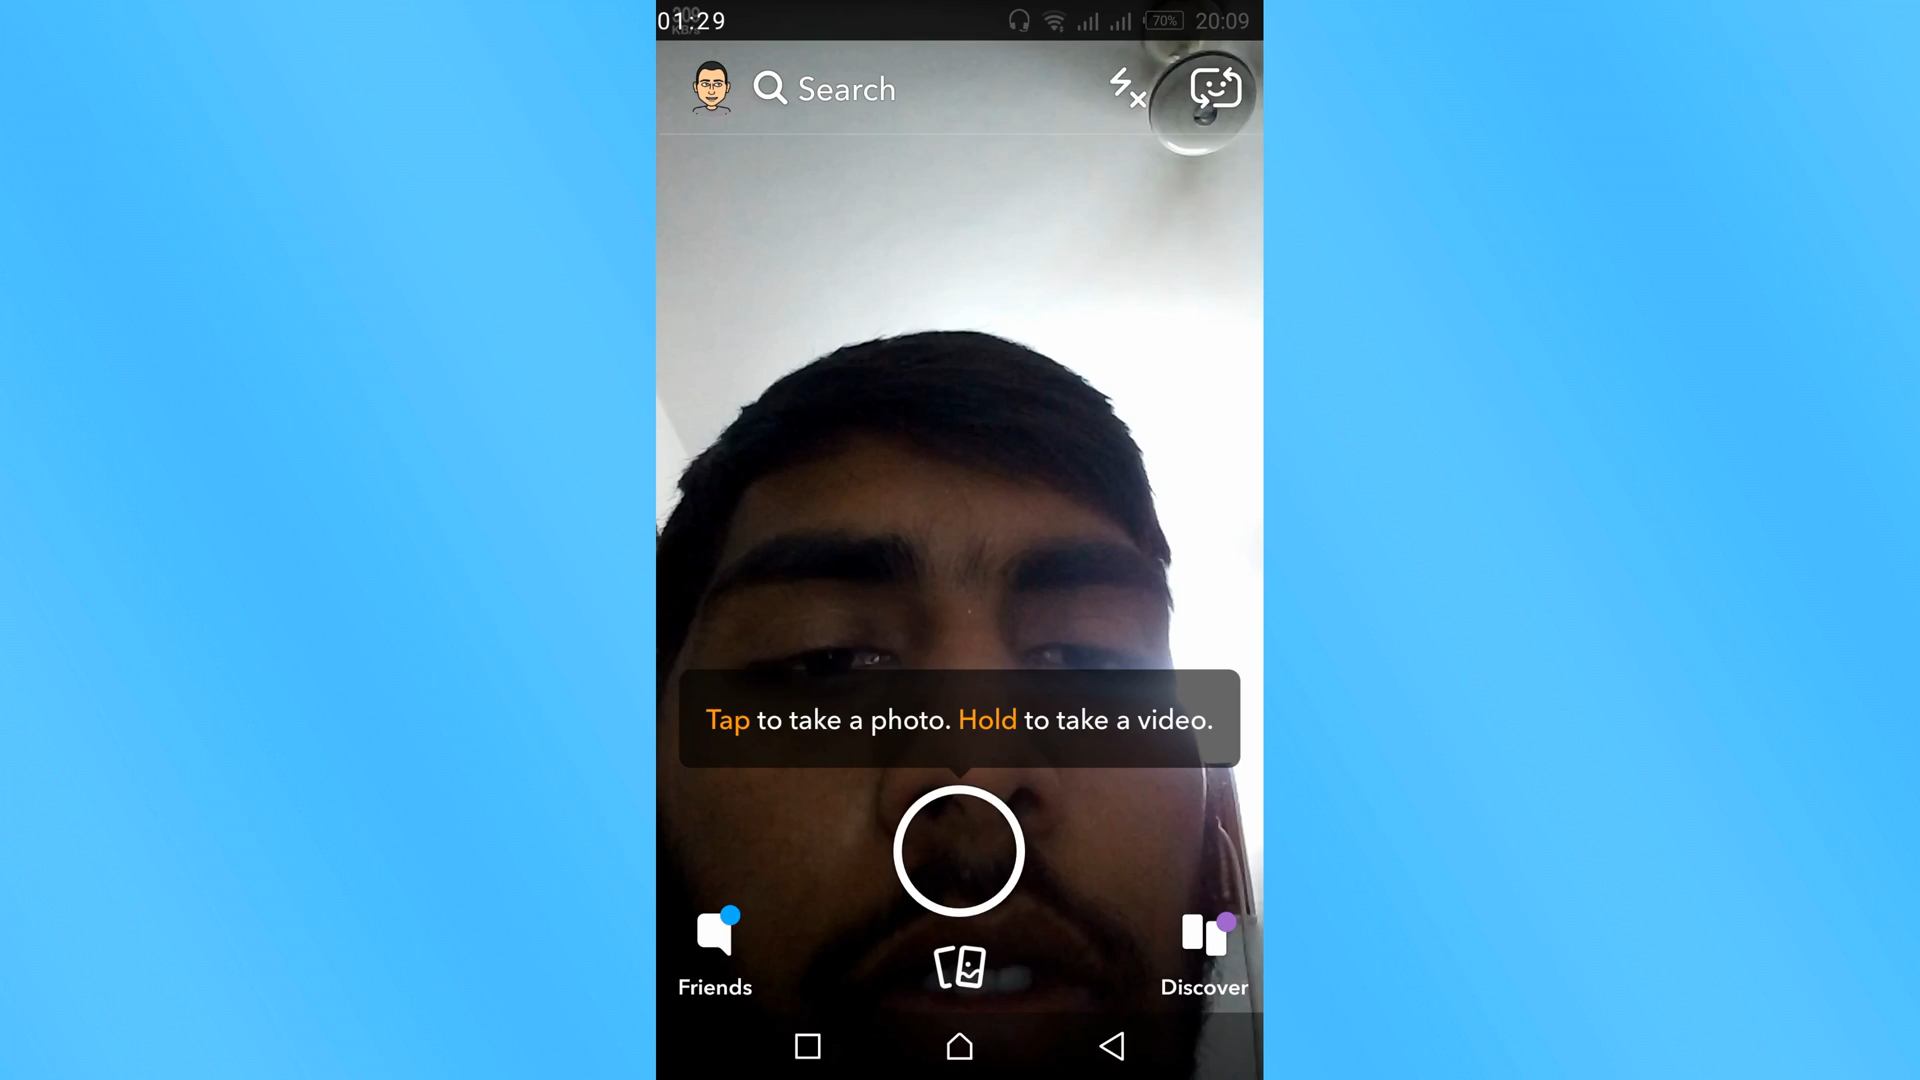 01:29
70% 20:09
Search
Tap to take a photo. Hold to take a video.
Friends
Discover